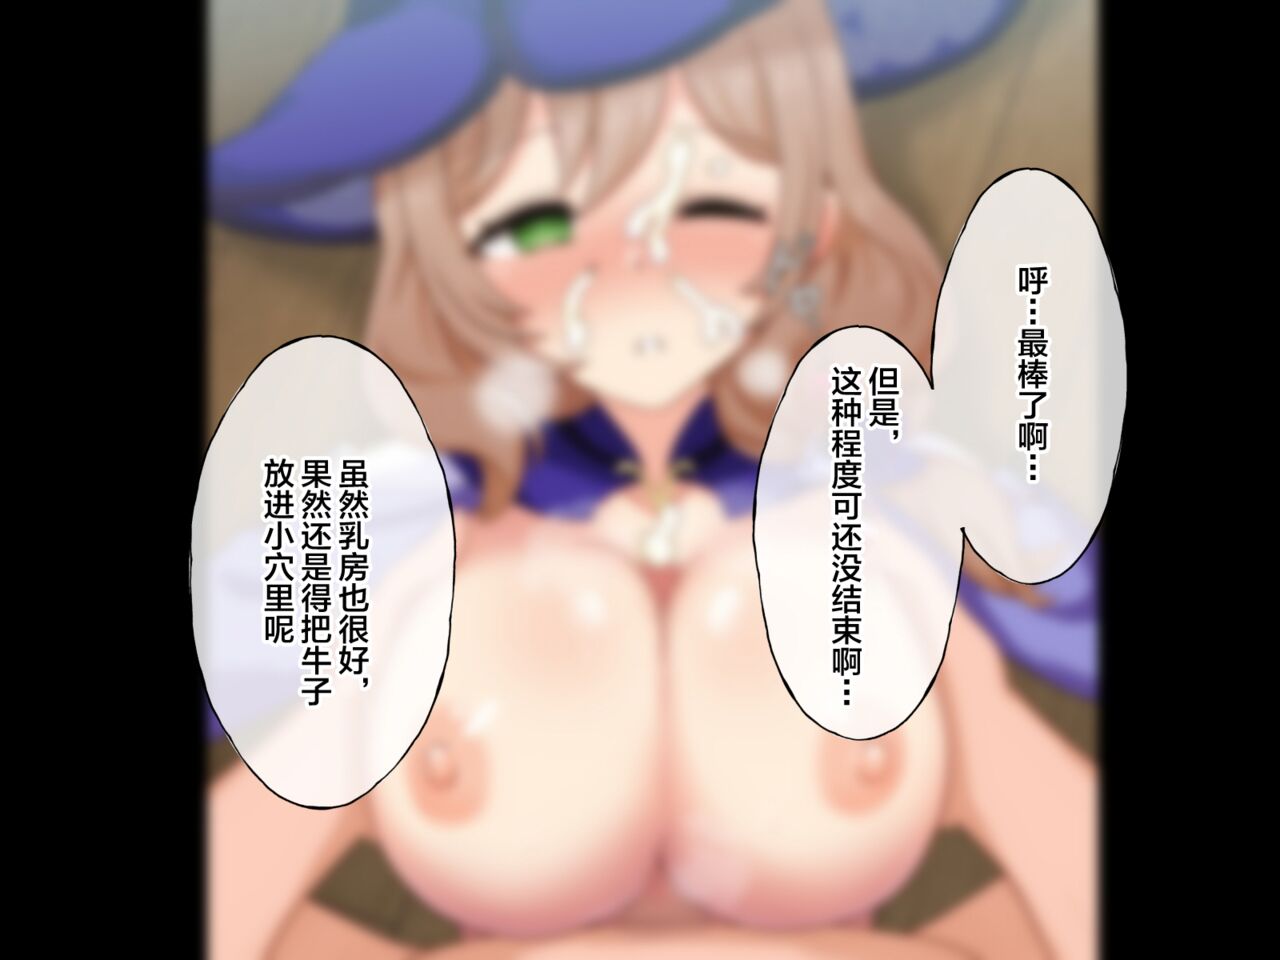 呼…最棒了啊…
但是，
这种程度可还没结束啊…
虽然乳房也很好，
果然还是得把牛子
放进小穴里呢